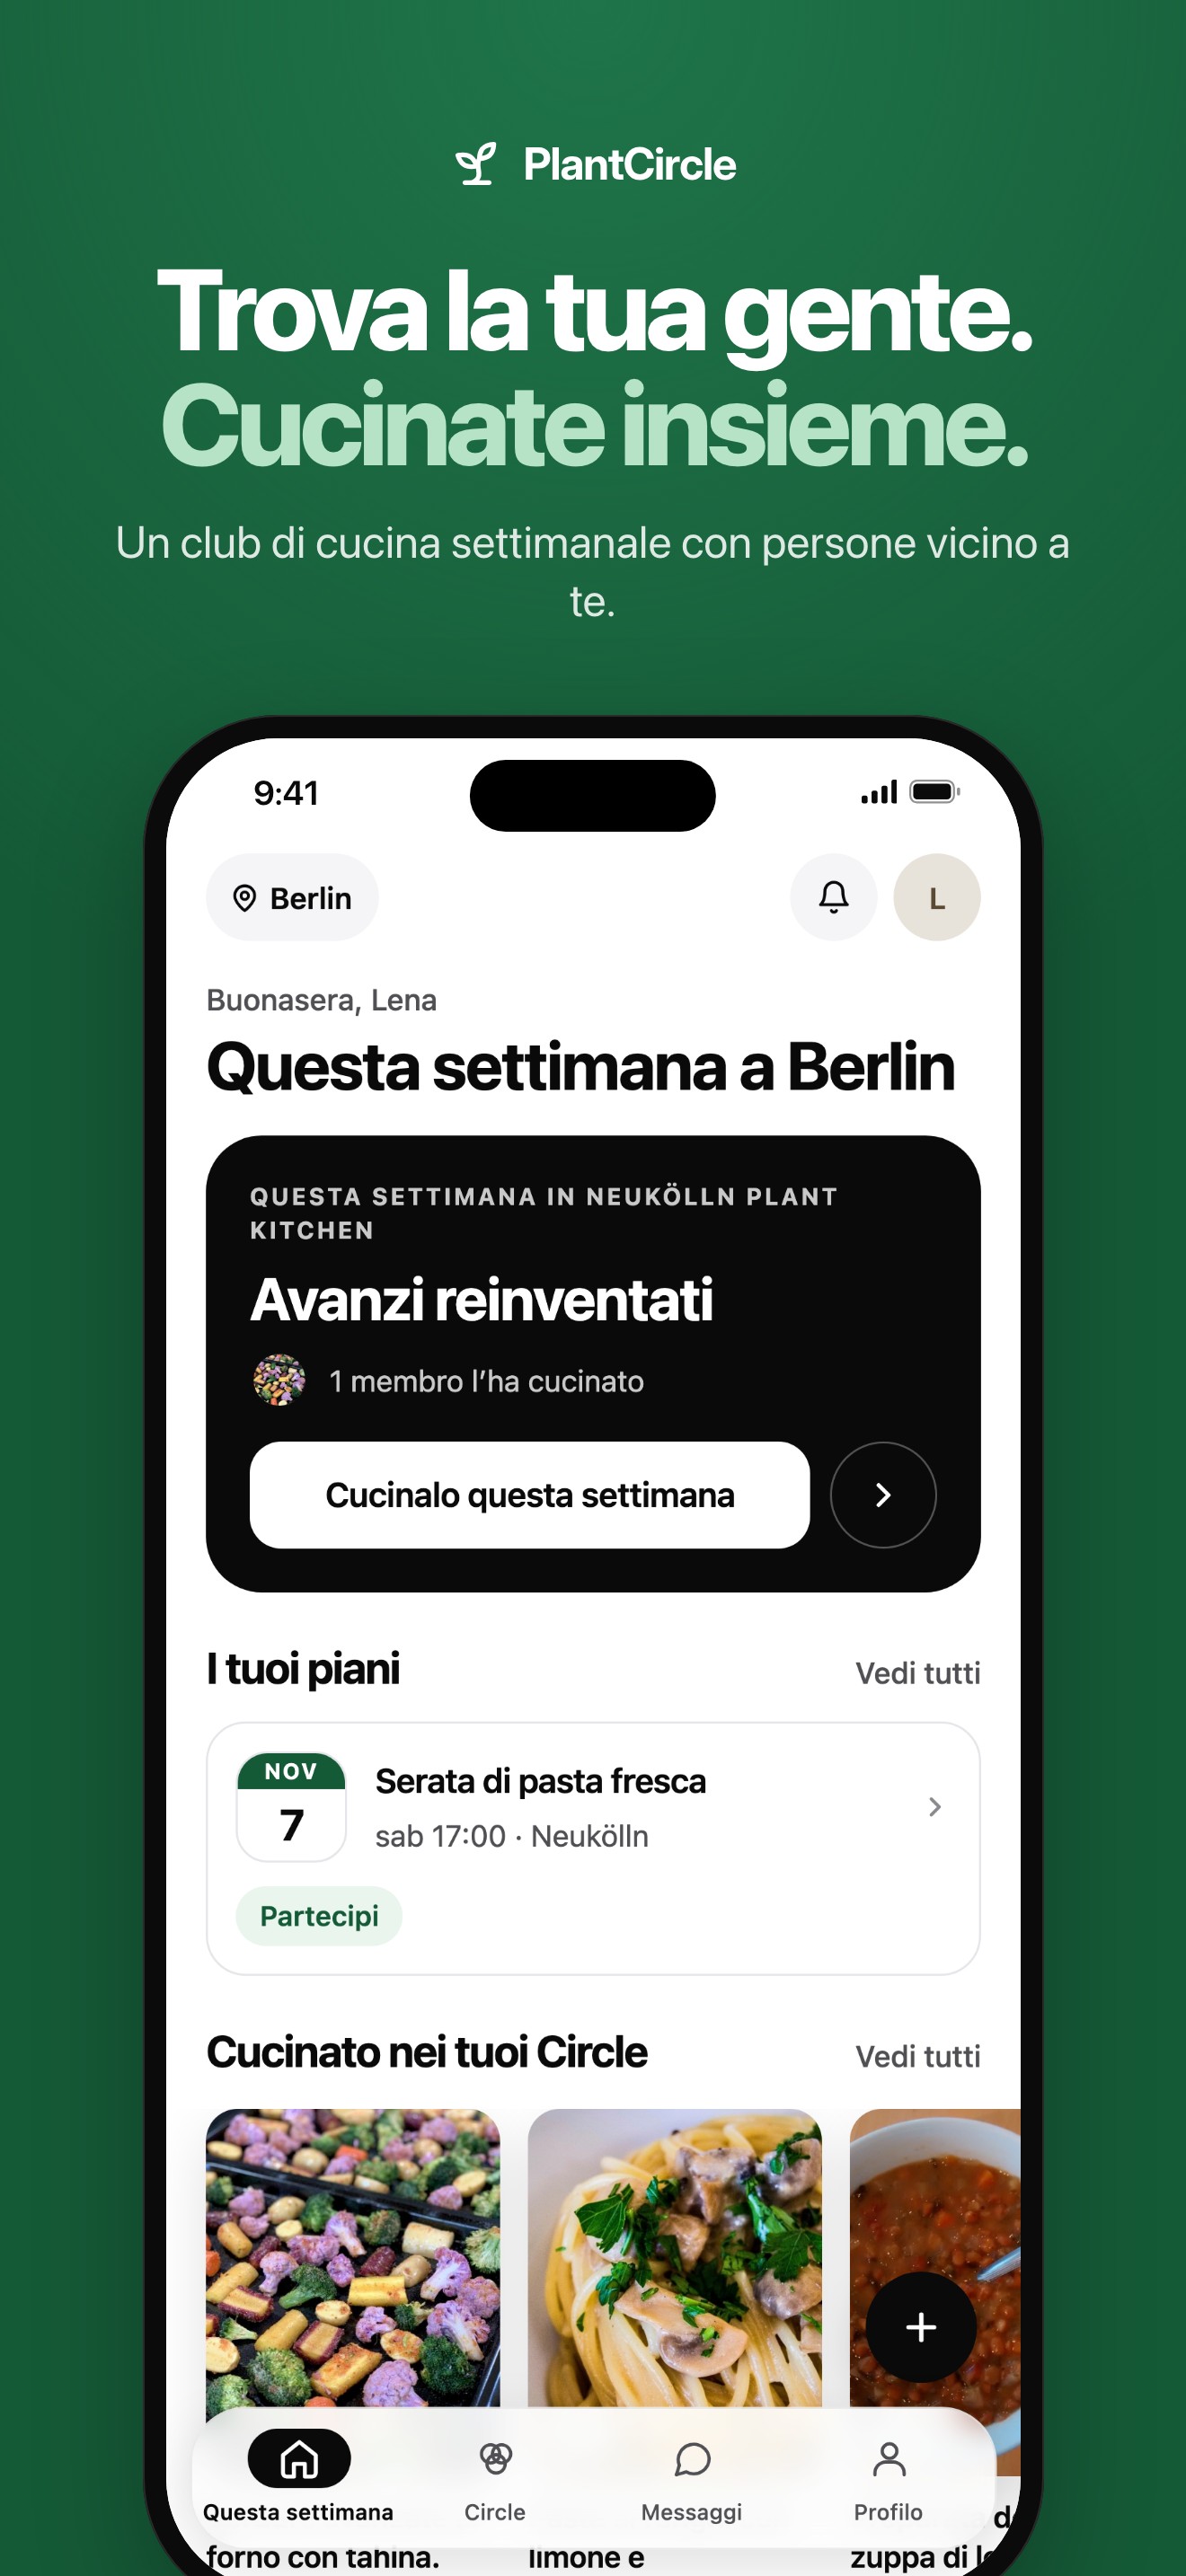 PlantCircle
Trova la tua gente.
Cucinate insieme.
Un club di cucina settimanale con persone vicino a
te.
9:41
Berlin
L
Buonasera, Lena
Questa settimana a Berlin
QUESTA SETTIMANA IN NEUKÖLLN PLANT
KITCHEN
Avanzi reinventati
1 membro l’ha cucinato
Cucinalo questa settimana
I tuoi piani
Vedi tutti
NOV
7
Serata di pasta fresca
sab 17:00 · Neukölln
Partecipi
Cucinato nei tuoi Circle
Vedi tutti
Questa settimana
Circle
Messaggi
Profilo
forno con tahina.
limone e
zuppa di